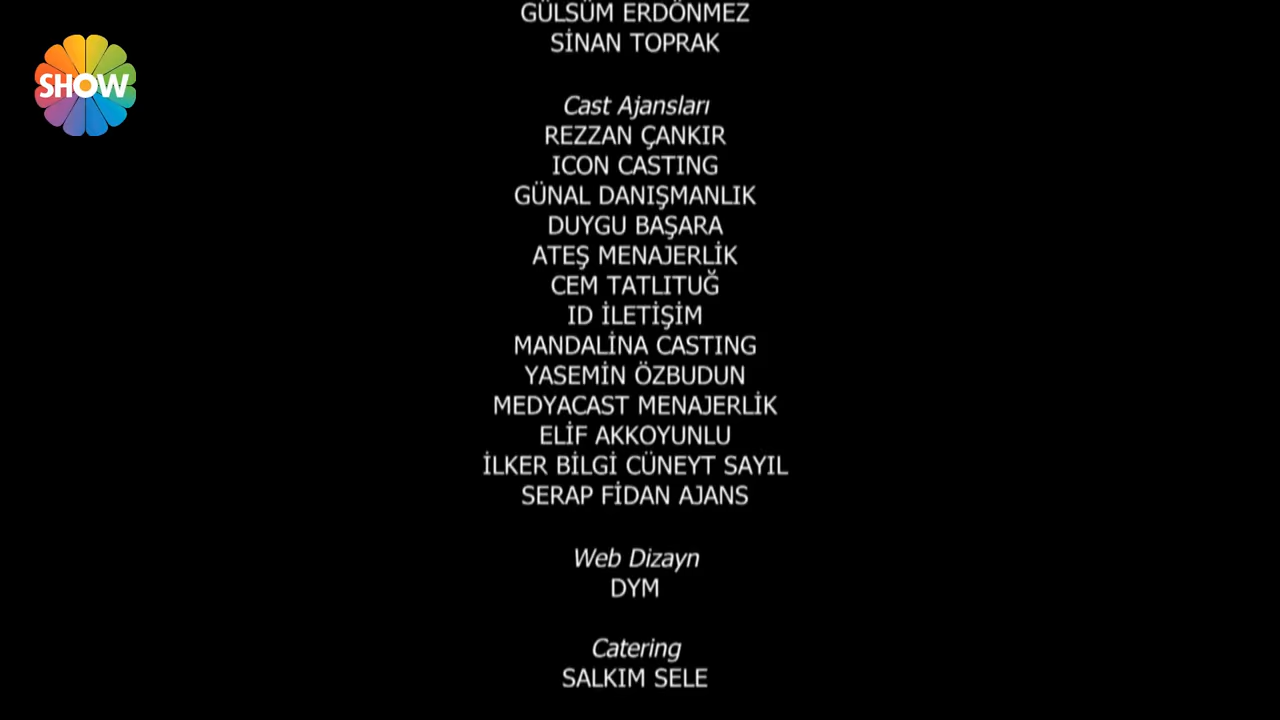 GÜLSÜM ERDÖNMEZ
SİNAN TOPRAK
SHOW
Cast Ajansları
REZZAN ÇANKIR
ICON CASTING
GÜNAL DANIŞMANLIK
DUYGU BAŞARA
ATEŞ MENAJERLİK
CEM TATLITUĞ
ID İLETİŞİM
MANDALİNA CASTING
YASEMİN ÖZBUDUN
MEDYACAST MENAJERLİK
ELİF AKKOYUNLU
İLKER BİLGİ CÜNEYT SAYIL
SERAP FİDAN AJANS
Web Dizayn
DYM
Catering
SALKIM SELE